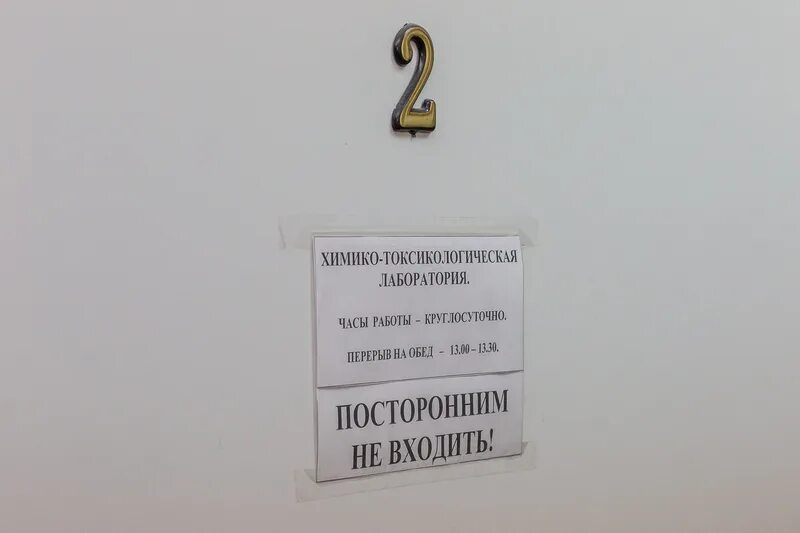 2
ХИМИКО-ТОКСИКОЛОГИЧЕСКАЯ
ЛАБОРАТОРИЯ.
ЧАСЫ РАБОТЫ – КРУГЛОСУТОЧНО.
ПЕРЕРЫВ НА ОБЕД – 13.00 – 13.30.
ПОСТОРОННИМ
НЕ ВХОДИТЬ!